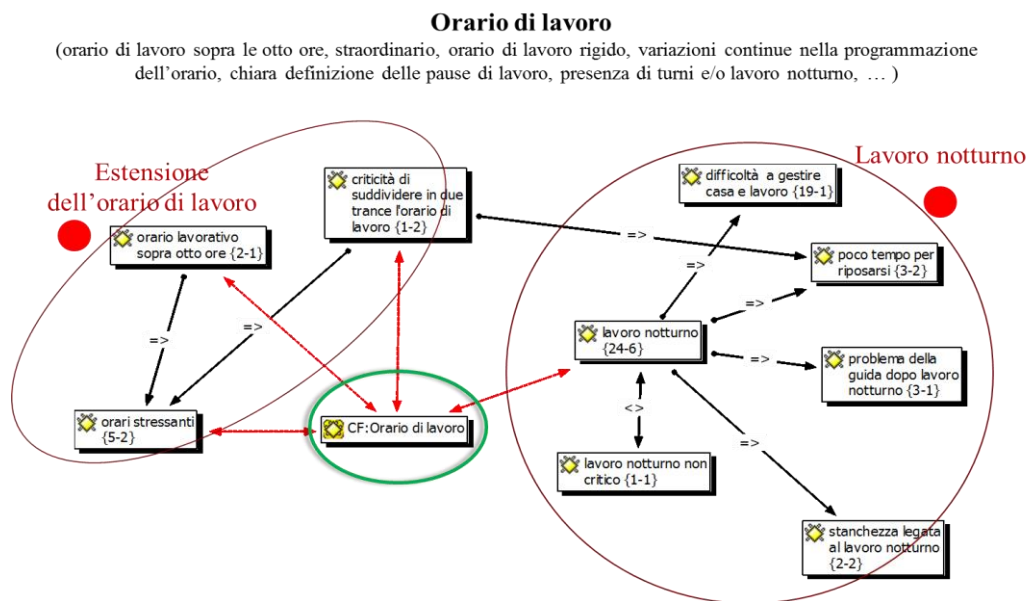 Orario di lavoro
(orario di lavoro sopra le otto ore, straordinario, orario di lavoro rigido, variazioni continue nella programmazione
dell'orario, chiara definizione delle pause di lavoro, presenza di turni e/o lavoro notturno, … )
Estensione
dell'orario di lavoro
Lavoro notturno
criticità di
suddividere in due
trance l'orario di
lavoro {1-2}
difficoltà a gestire
casa e lavoro {19-1}
orario lavorativo
sopra otto ore {2-1}
=>
poco tempo per
riposarsi {3-2}
=>
=>
=>
=>
lavoro notturno
{24-6}
=>
problema della
guida dopo lavoro
notturno {3-1}
<>
orari stressanti
{5-2}
CF:Orario di lavoro
=>
lavoro notturno non
critico {1-1}
stanchezza legata
al lavoro notturno
{2-2}